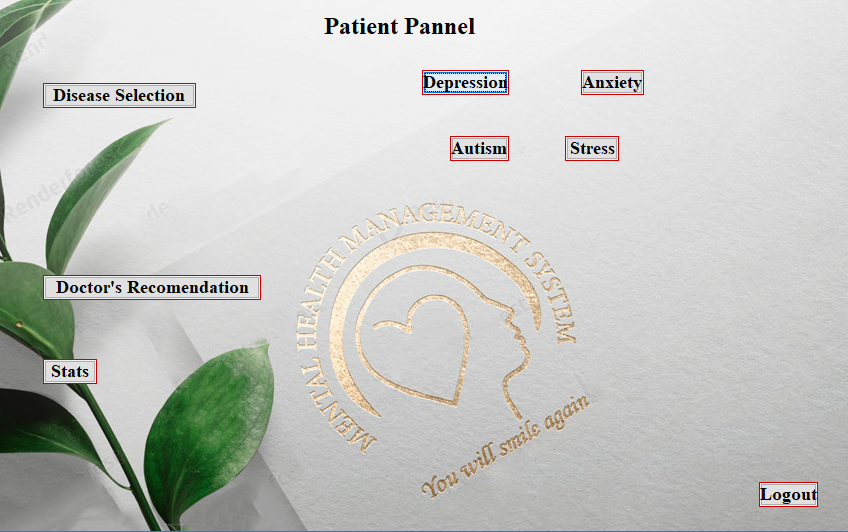 Patient Pannel
Depression
Anxiety
Disease Selection
Autism
Stress
MENTAL HEALTH MANAGEMENT SYSTEM
Doctor's Recomendation
Stats
You will smile again
Logout